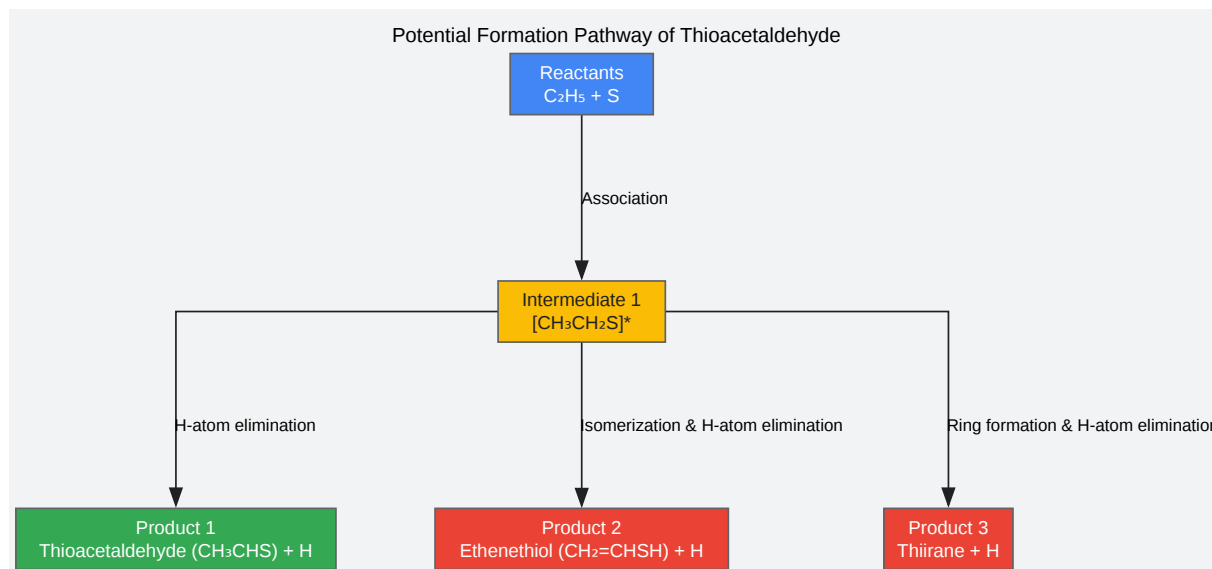 Potential Formation Pathway of Thioacetaldehyde
Reactants
C₂H₅ + S
Association
Intermediate 1
[CH₃CH₂S]*
H-atom elimination
Isomerization & H-atom elimination
Ring formation & H-atom elimination
Product 1
Thioacetaldehyde (CH₃CHS) + H
Product 2
Ethenethiol (CH₂=CHSH) + H
Product 3
Thiirane + H